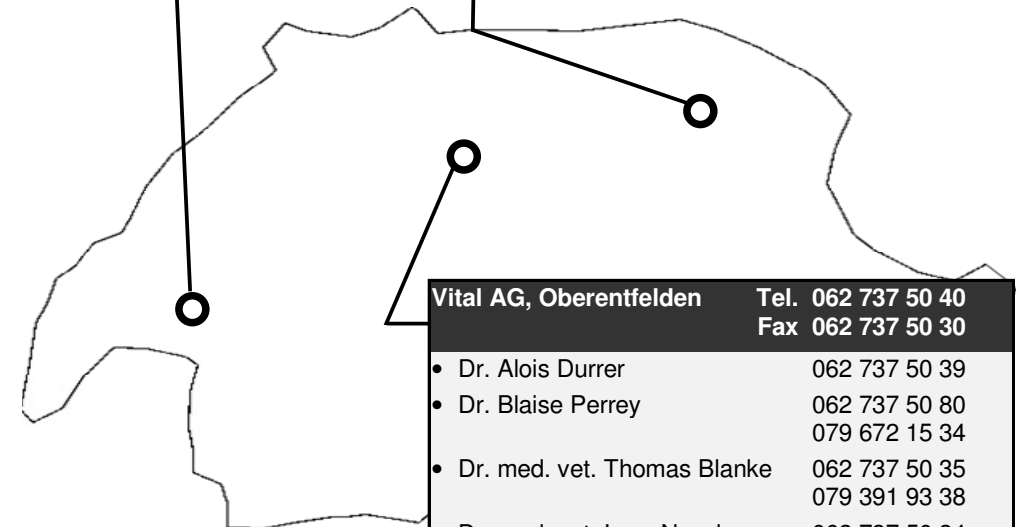 Vital AG, Oberentfelden Tel. 062 737 50 40
Fax 062 737 50 30
• Dr. Alois Durrer 062 737 50 39
• Dr. Blaise Perrey 062 737 50 80
079 672 15 34
• Dr. med. vet. Thomas Blanke 062 737 50 35
079 391 93 38